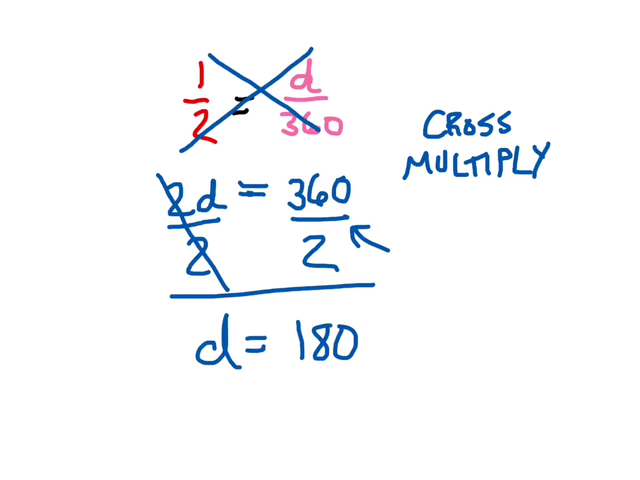 1/2 = d/360
CROSS
MULTIPLY
2d/2 = 360/2
d = 180